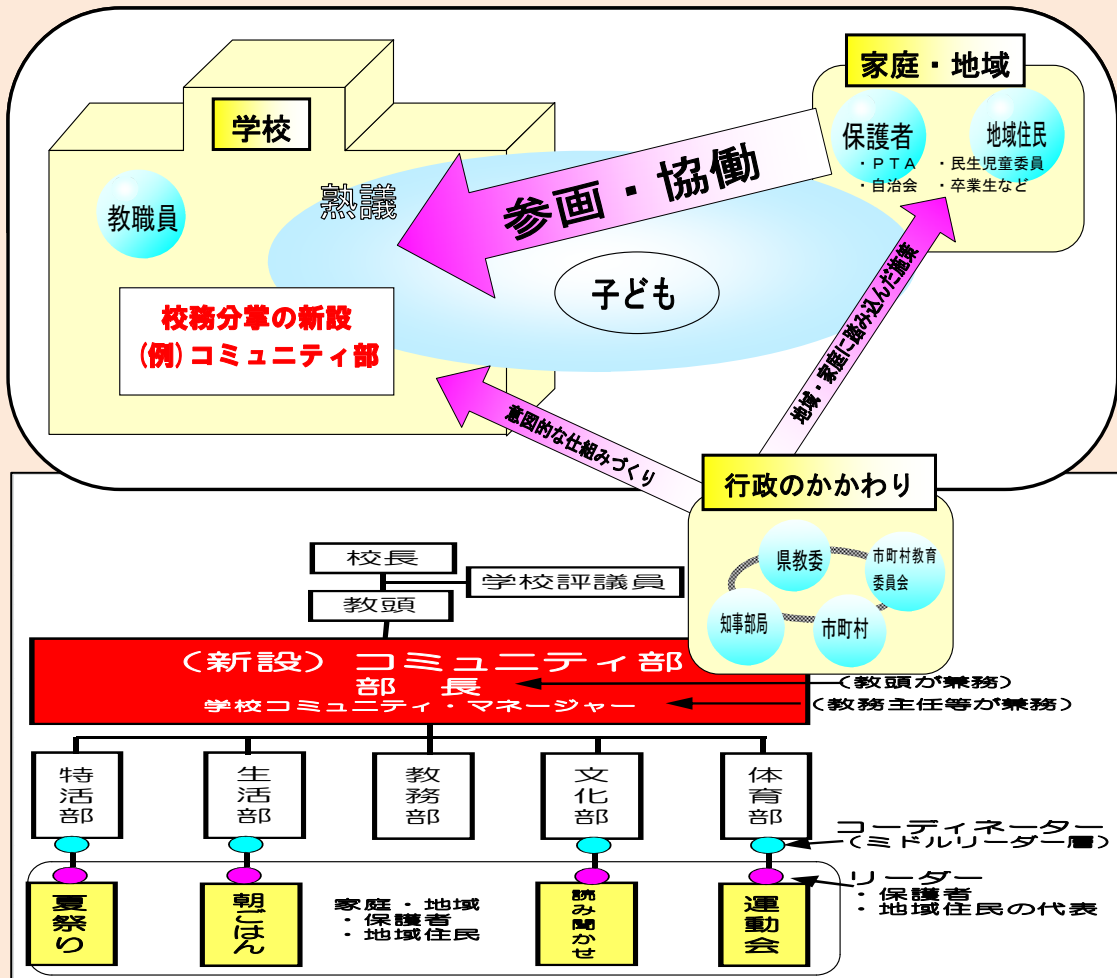 家庭・地域
学校
保護者
地域住民
・ＰＴＡ ・民生児童委員
・自治会 ・卒業生など
参画・協働
熟議
教職員
子ども
校務分掌の新設
(例)コミュニティ部
地域・家庭に踏み込んだ施策
意図的な仕組みづくり
行政のかかわり
県教委
市町村教育
委員会
知事部局
市町村
校長
学校評議員
教頭
(新設) コミュニティ部
部 長
(教頭が兼務)
学校コミュニティ・マネージャー
(教務主任等が兼務)
特活部
生活部
教務部
文化部
体育部
コーディネーター
(ミドルリーダー層)
夏祭り
朝ごはん
家庭・地域
・保護者
・地域住民
読み聞かせ
運動会
リーダー
・保護者
・地域住民の代表